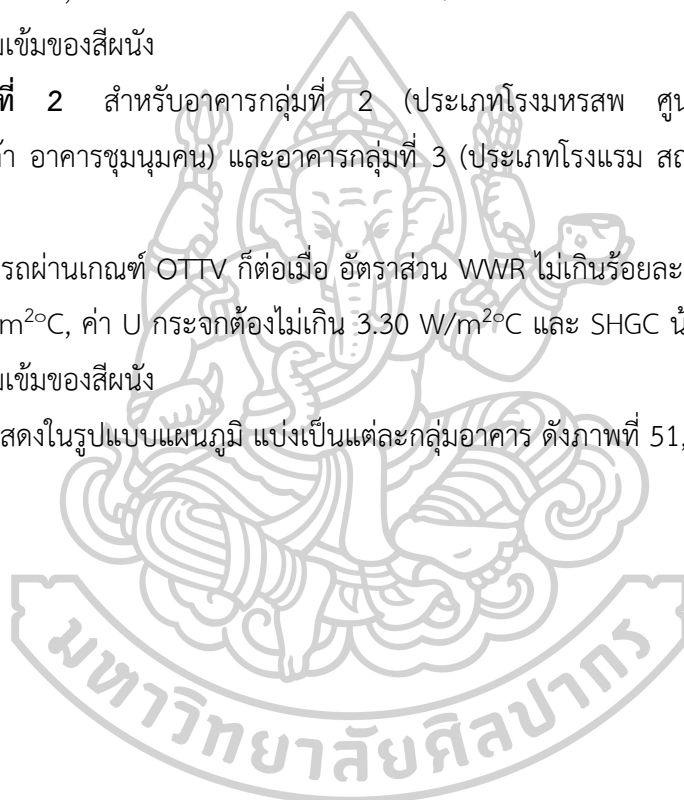 เข้มของสีผนัง
ที่ 2 สำหรับอาคารกลุ่มที่ 2 (ประเภทโรงมหรสพ ศูน
อาคารชุมนุมคน) และอาคารกลุ่มที่ 3 (ประเภทโรงแรม
รถผ่านเกณฑ์ OTTV ก็ต่อเมื่อ อัตราส่วน WWR ไม่เกินร้อยละ
m²°C, ค่า U กระจกต้องไม่เกิน 3.30 W/m²°C และ SHGC
เข้มของสีผนัง
แสดงในรูปแบบแผนภูมิ แบ่งเป็นแต่ละกลุ่มอาคาร ดังภาพที่ 51,
มหาวิทยาลัยศิลปากร